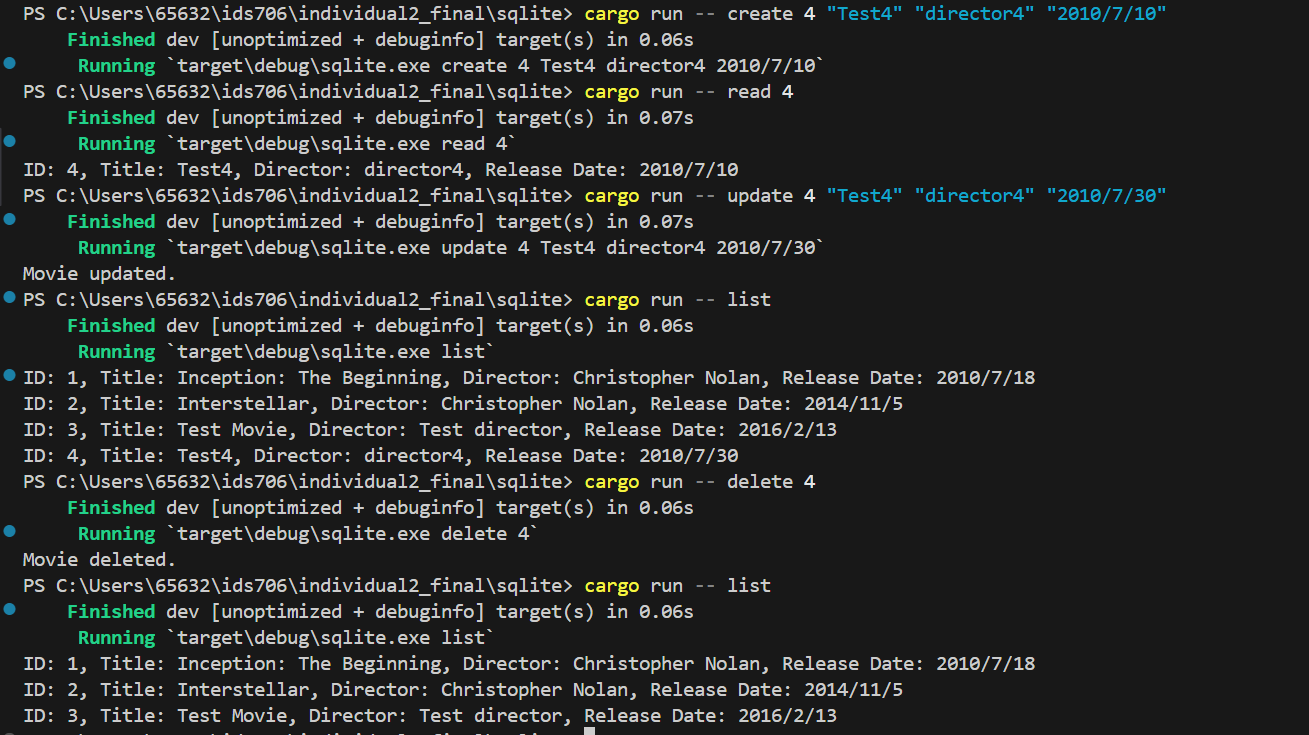 PS C:\Users\65632\ids706\individual2_final\sqlite> cargo run -- create 4 "Test4" "director4" "2010/7/10"
    Finished dev [unoptimized + debuginfo] target(s) in 0.06s
     Running `target\debug\sqlite.exe create 4 Test4 director4 2010/7/10`
PS C:\Users\65632\ids706\individual2_final\sqlite> cargo run -- read 4
    Finished dev [unoptimized + debuginfo] target(s) in 0.07s
     Running `target\debug\sqlite.exe read 4`
ID: 4, Title: Test4, Director: director4, Release Date: 2010/7/10
PS C:\Users\65632\ids706\individual2_final\sqlite> cargo run -- update 4 "Test4" "director4" "2010/7/30"
    Finished dev [unoptimized + debuginfo] target(s) in 0.07s
     Running `target\debug\sqlite.exe update 4 Test4 director4 2010/7/30`
Movie updated.
PS C:\Users\65632\ids706\individual2_final\sqlite> cargo run -- list
    Finished dev [unoptimized + debuginfo] target(s) in 0.06s
     Running `target\debug\sqlite.exe list`
ID: 1, Title: Inception: The Beginning, Director: Christopher Nolan, Release Date: 2010/7/18
ID: 2, Title: Interstellar, Director: Christopher Nolan, Release Date: 2014/11/5
ID: 3, Title: Test Movie, Director: Test director, Release Date: 2016/2/13
ID: 4, Title: Test4, Director: director4, Release Date: 2010/7/30
PS C:\Users\65632\ids706\individual2_final\sqlite> cargo run -- delete 4
    Finished dev [unoptimized + debuginfo] target(s) in 0.06s
     Running `target\debug\sqlite.exe delete 4`
Movie deleted.
PS C:\Users\65632\ids706\individual2_final\sqlite> cargo run -- list
    Finished dev [unoptimized + debuginfo] target(s) in 0.06s
     Running `target\debug\sqlite.exe list`
ID: 1, Title: Inception: The Beginning, Director: Christopher Nolan, Release Date: 2010/7/18
ID: 2, Title: Interstellar, Director: Christopher Nolan, Release Date: 2014/11/5
ID: 3, Title: Test Movie, Director: Test director, Release Date: 2016/2/13